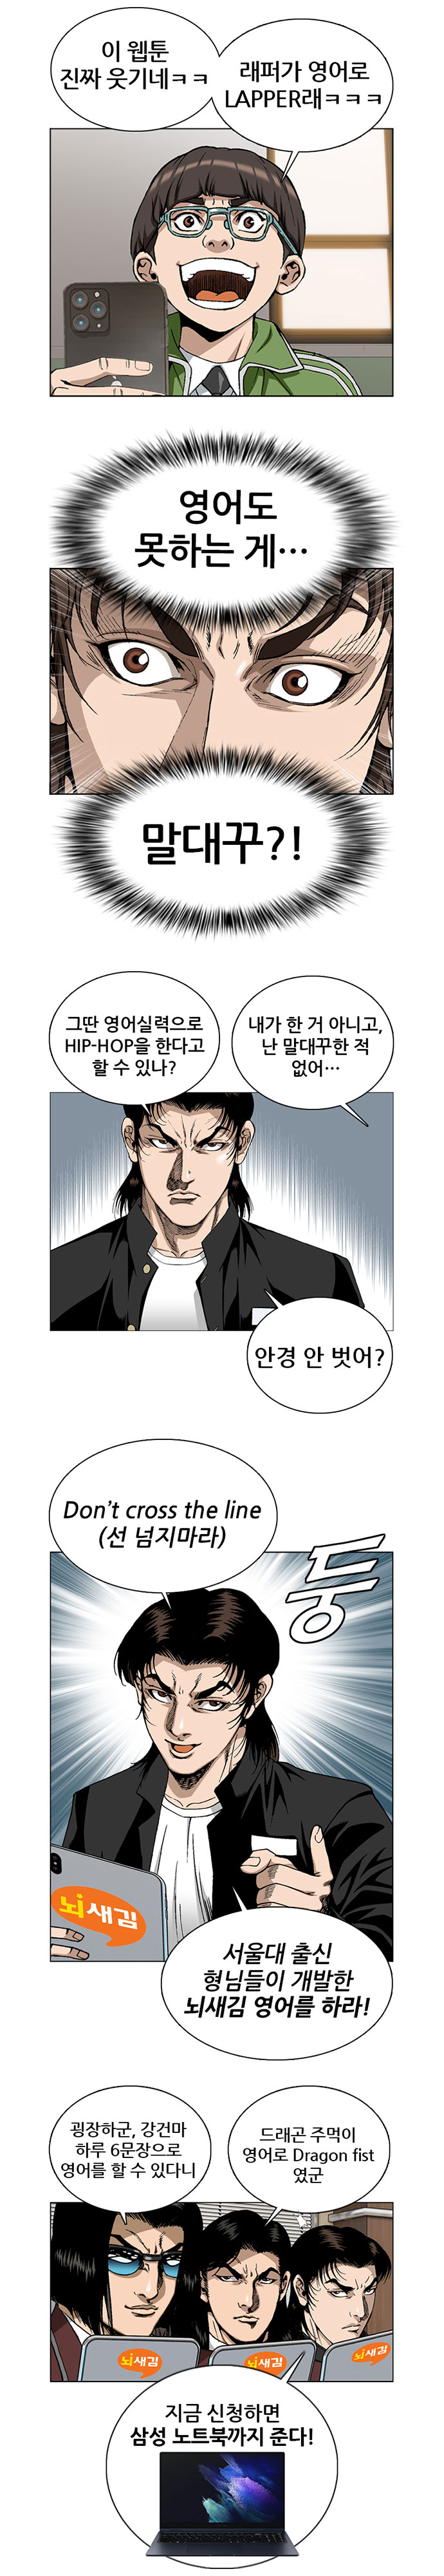 이 웹툰
진짜 웃기네ㅋㅋ
래퍼가 영어로
LAPPER래ㅋㅋㅋ
영어도
못하는 게…
말대꾸?!
그딴 영어실력으로
HIP-HOP을 한다고
할 수 있나?
내가 한 거 아니고,
난 말대꾸한 적
없어…
안경 안 벗어?
Don’t cross the line
(선 넘지마라)
둥
뇌새김
서울대 출신
형님들이 개발한
뇌새김 영어를 하라!
굉장하군, 강건마
하루 6문장으로
영어를 할 수 있다니
드래곤 주먹이
영어로 Dragon fist
였군
뇌새김
뇌새김
뇌새김
지금 신청하면
삼성 노트북까지 준다!